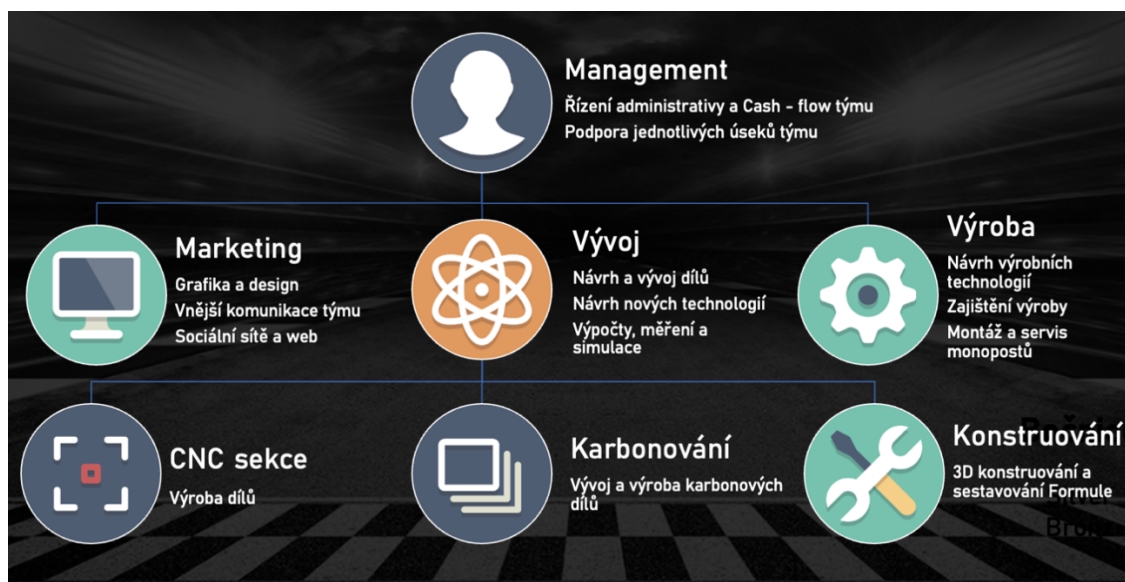 Management
Řízení administrativy a Cash - flow týmu
Podpora jednotlivých úseků týmu
Marketing
Grafika a design
Vnější komunikace týmu
Sociální sítě a web
Vývoj
Návrh a vývoj dílů
Návrh nových technologií
Výpočty, měření a
simulace
Výroba
Návrh výrobních
technologií
Zajištění výroby
Montáž a servis
monopostů
CNC sekce
Výroba dílů
Karbonování
Vývoj a výroba karbonových
dílů
Konstruování
3D konstruování a
sestavování Formule